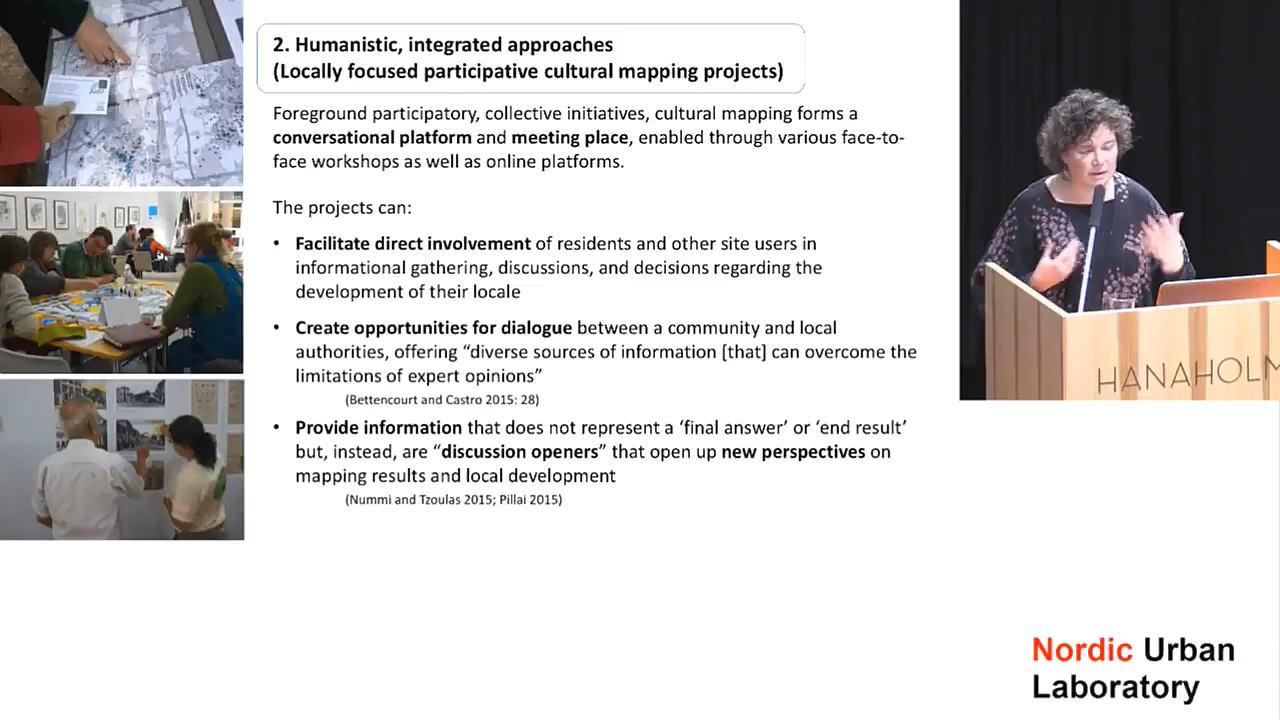 2. Humanistic, integrated approaches
(Locally focused participative cultural mapping projects)
Foreground participatory, collective initiatives, cultural mapping forms a
conversational platform and meeting place, enabled through various face-to-
face workshops as well as online platforms.
The projects can:
• Facilitate direct involvement of residents and other site users in
informational gathering, discussions, and decisions regarding the
development of their locale
• Create opportunities for dialogue between a community and local
authorities, offering “diverse sources of information [that] can overcome the
limitations of expert opinions”
(Bettencourt and Castro 2015: 28)
• Provide information that does not represent a ‘final answer’ or ‘end result’
but, instead, are “discussion openers” that open up new perspectives on
mapping results and local development
(Nummi and Tzoulas 2015; Pillai 2015)
HANAHOLM
Nordic Urban
Laboratory